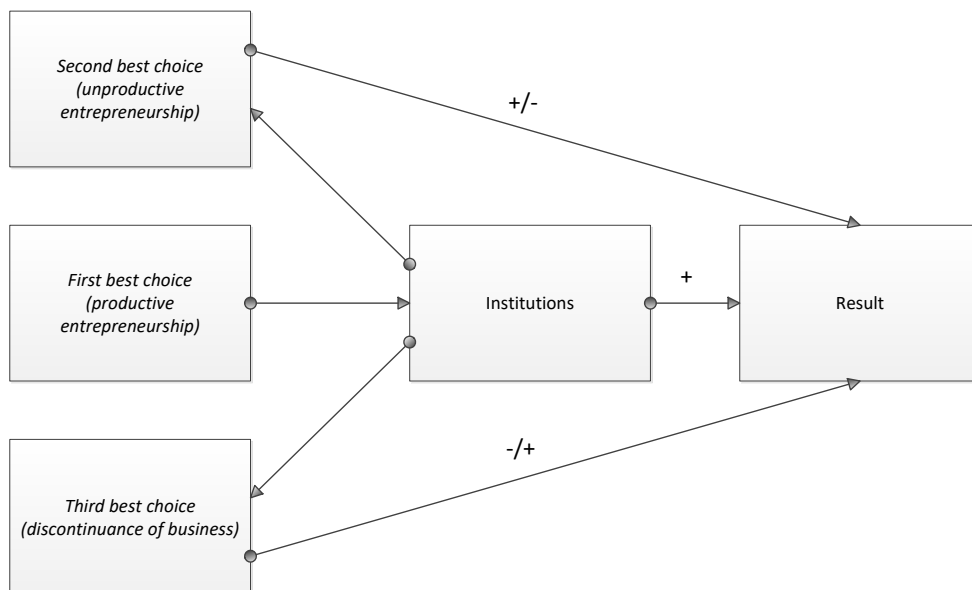 Second best choice
(unproductive
entrepreneurship)
+/-
First best choice
(productive
entrepreneurship)
Institutions
+
Result
-/+
Third best choice
(discontinuance of business)